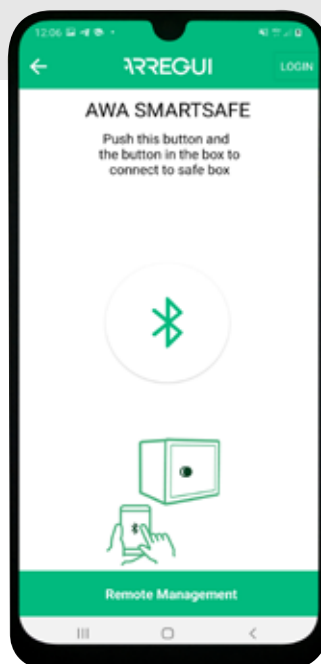 12:06
ARREGUI
LOGIN
AWA SMARTSAFE
Push this button and
the button in the box to
connect to safe box
Remote Management